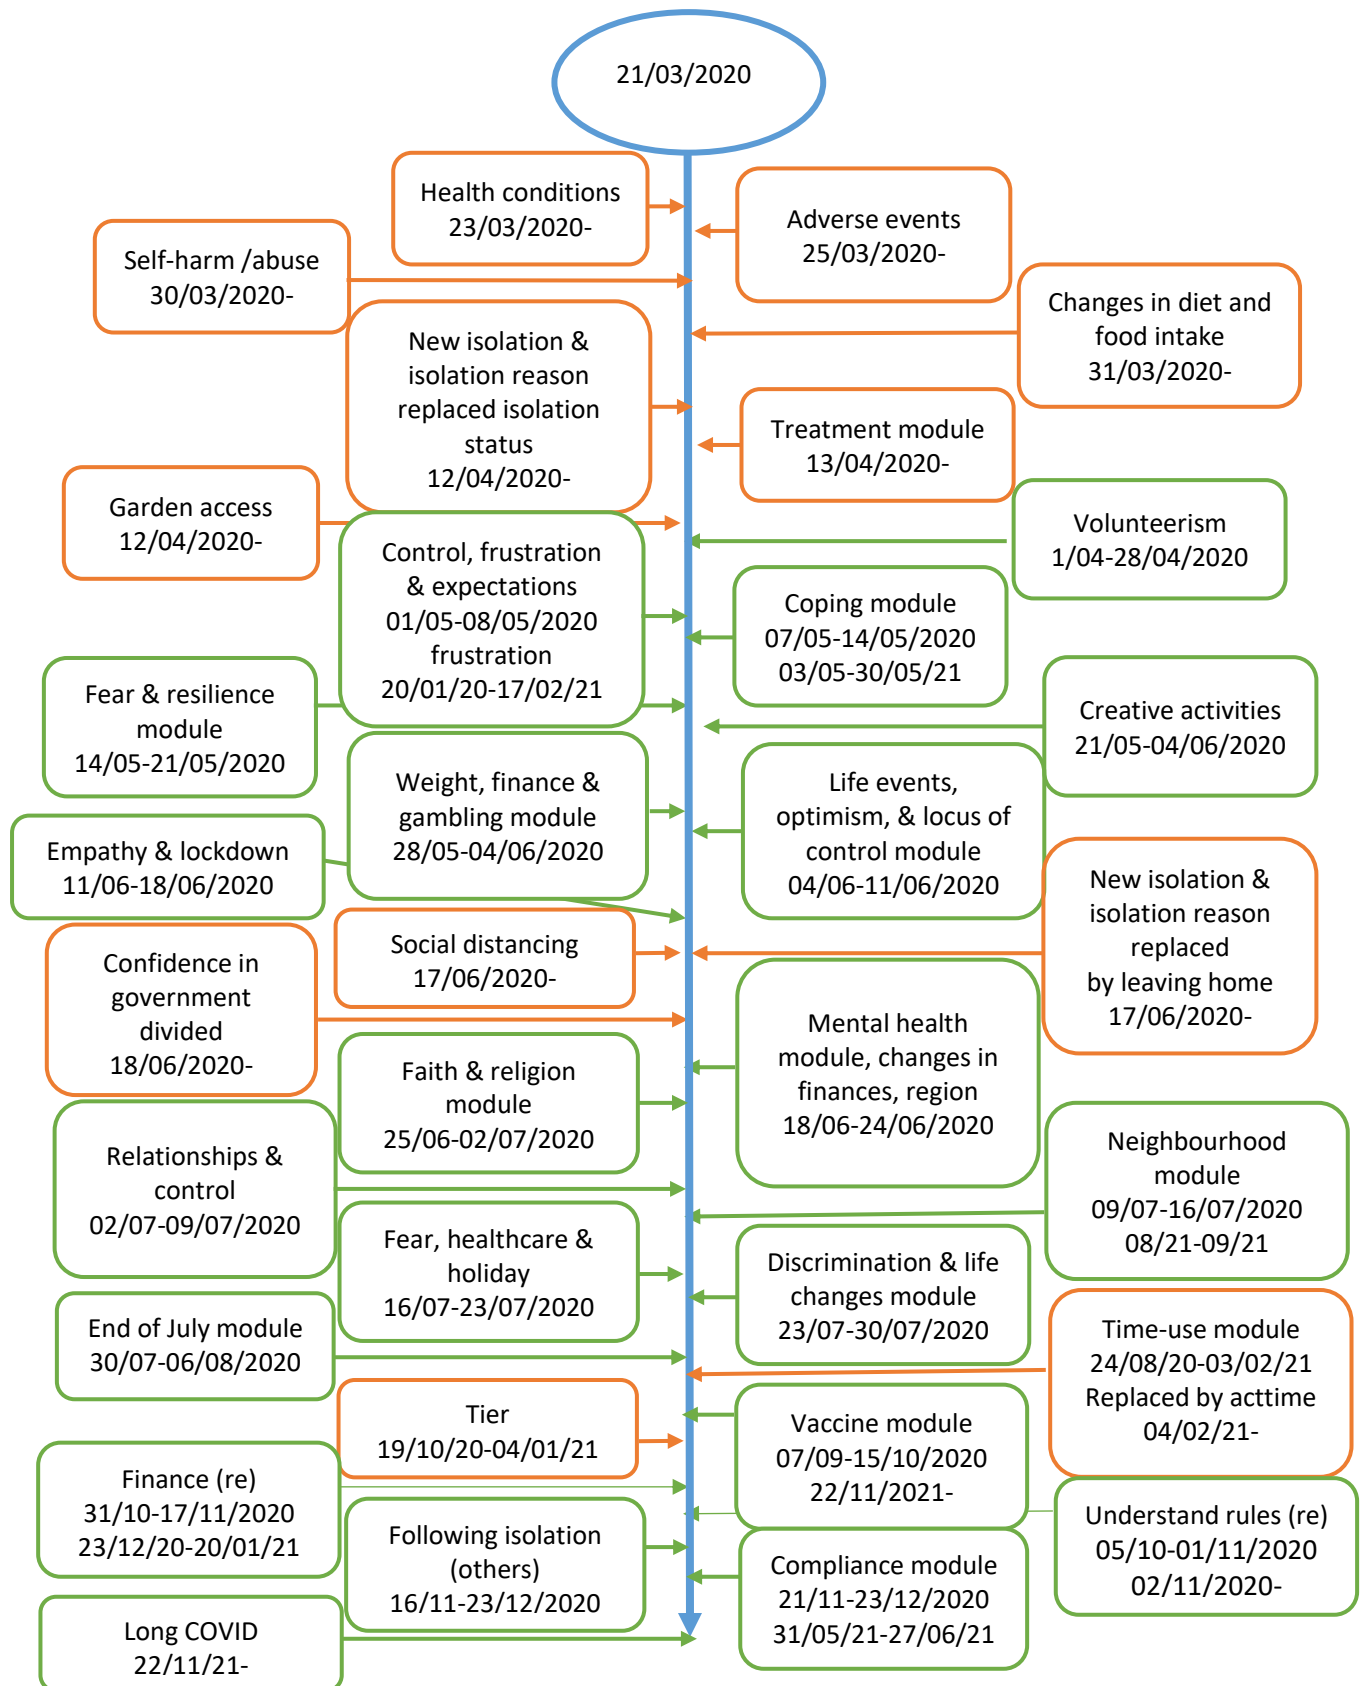 21/03/2020
Health conditions
23/03/2020-
Adverse events
25/03/2020-
Self-harm /abuse
30/03/2020-
Changes in diet and
food intake
31/03/2020-
New isolation &
isolation reason
replaced isolation
status
12/04/2020-
Treatment module
13/04/2020-
Garden access
12/04/2020-
Volunteerism
1/04-28/04/2020
Control, frustration
& expectations
01/05-08/05/2020
frustration
20/01/20-17/02/21
Coping module
07/05-14/05/2020
03/05-30/05/21
Fear & resilience
module
14/05-21/05/2020
Creative activities
21/05-04/06/2020
Weight, finance &
gambling module
28/05-04/06/2020
Life events,
optimism, & locus of
control module
04/06-11/06/2020
Empathy & lockdown
11/06-18/06/2020
New isolation &
isolation reason
replaced
by leaving home
17/06/2020-
Social distancing
17/06/2020-
Confidence in
government
divided
18/06/2020-
Mental health
module, changes in
finances, region
18/06-24/06/2020
Faith & religion
module
25/06-02/07/2020
Relationships &
control
02/07-09/07/2020
Neighbourhood
module
09/07-16/07/2020
08/21-09/21
Fear, healthcare &
holiday
16/07-23/07/2020
Discrimination & life
changes module
23/07-30/07/2020
End of July module
30/07-06/08/2020
Time-use module
24/08/20-03/02/21
Replaced by acttime
04/02/21-
Tier
19/10/20-04/01/21
Vaccine module
07/09-15/10/2020
22/11/2021-
Finance (re)
31/10-17/11/2020
23/12/20-20/01/21
Understand rules (re)
05/10-01/11/2020
02/11/2020-
Following isolation
(others)
16/11-23/12/2020
Compliance module
21/11-23/12/2020
31/05/21-27/06/21
Long COVID
22/11/21-